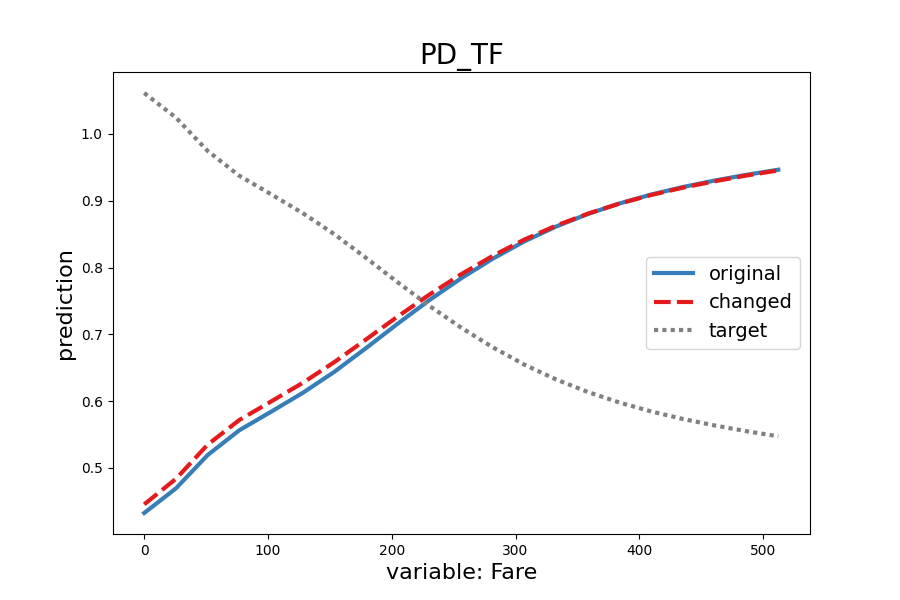 PD_TF
prediction
1.0
0.9
0.8
0.7
0.6
0.5
original
changed
target
0 100 200 300 400 500
variable: Fare